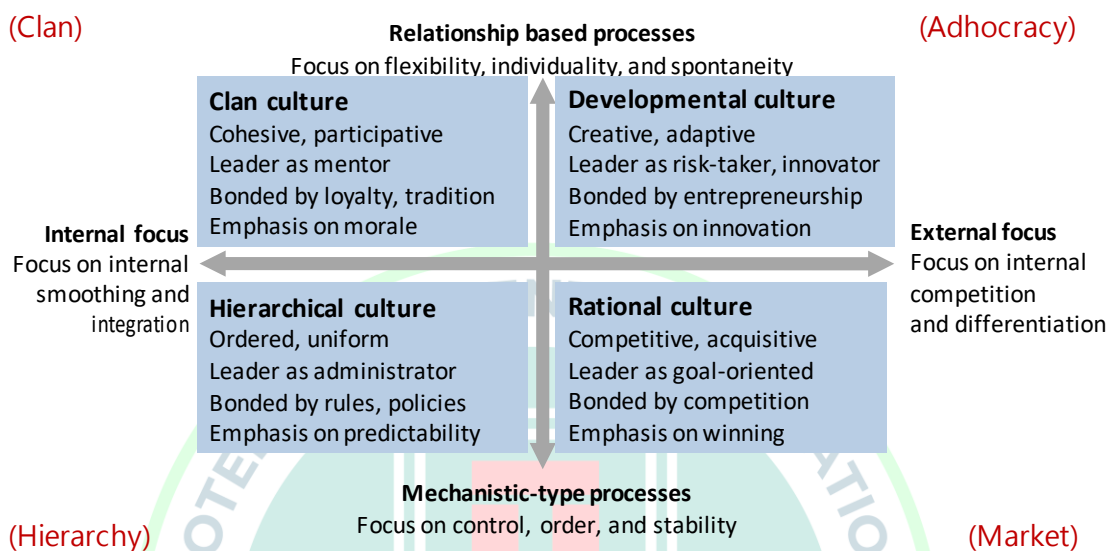 (Clan)
(Adhocracy)
Relationship based processes
Focus on flexibility, individuality, and spontaneity
Clan culture
Cohesive, participative
Leader as mentor
Bonded by loyalty, tradition
Emphasis on morale
Developmental culture
Creative, adaptive
Leader as risk-taker, innovator
Bonded by entrepreneurship
Emphasis on innovation
Internal focus
Focus on internal
smoothing and
integration
External focus
Focus on internal
competition
and differentiation
Hierarchical culture
Ordered, uniform
Leader as administrator
Bonded by rules, policies
Emphasis on predictability
Rational culture
Competitive, acquisitive
Leader as goal-oriented
Bonded by competition
Emphasis on winning
Mechanistic-type processes
Focus on control, order, and stability
(Hierarchy)
(Market)